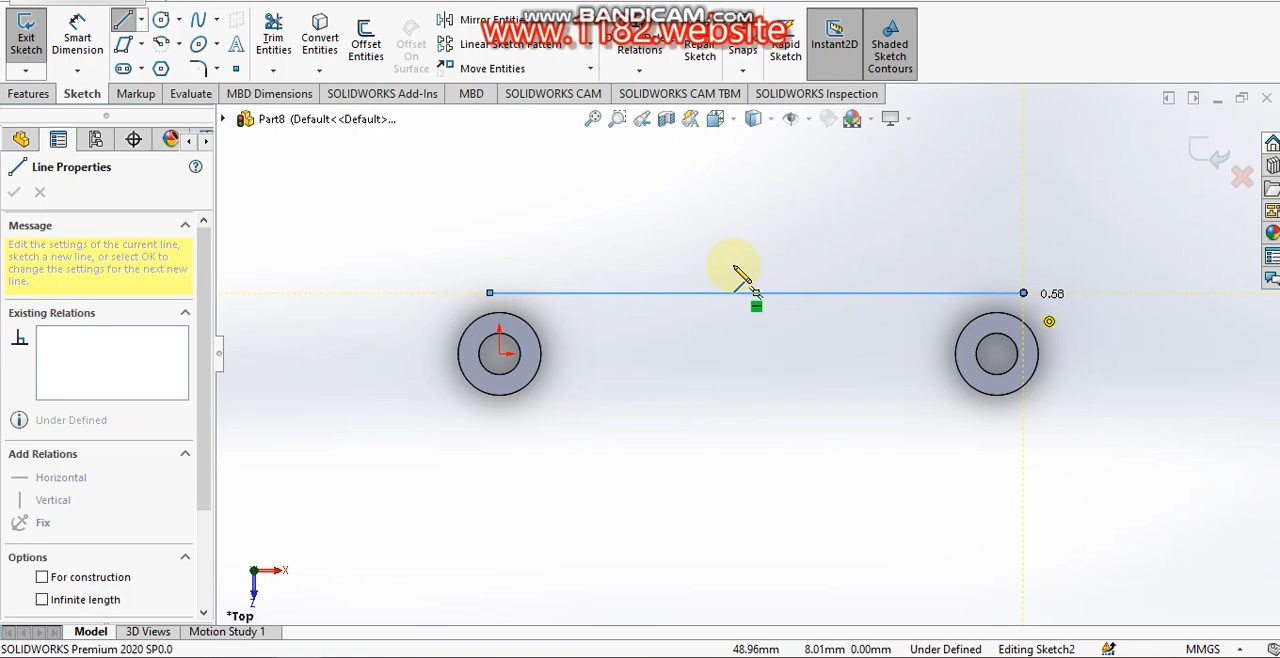 www.BANDICAM.com
www.1182.website
Exit Sketch
Smart Dimension
Trim Entities
Convert Entities
Offset Entities
Offset On Surface
Mirror Entities
Linear Sketch Pattern
Move Entities
Relations
Repair Sketch
Snaps
Rapid Sketch
Instant2D
Shaded Sketch Contours
Features Sketch Markup Evaluate MBD Dimensions SOLIDWORKS Add-Ins MBD SOLIDWORKS CAM SOLIDWORKS CAM TBM SOLIDWORKS Inspection
Part8 (Default<<Default>...
Line Properties
Message
Edit the settings of the current line, sketch a new line, or select OK to change the settings for the next new line.
Existing Relations
Under Defined
Add Relations
Horizontal
Vertical
Fix
Options
For construction
Infinite length
0.58
X
Z
*Top
Model 3D Views Motion Study 1
SOLIDWORKS Premium 2020 SP0.0 48.96mm 8.01mm 0.00mm Under Defined Editing Sketch2 MMGS